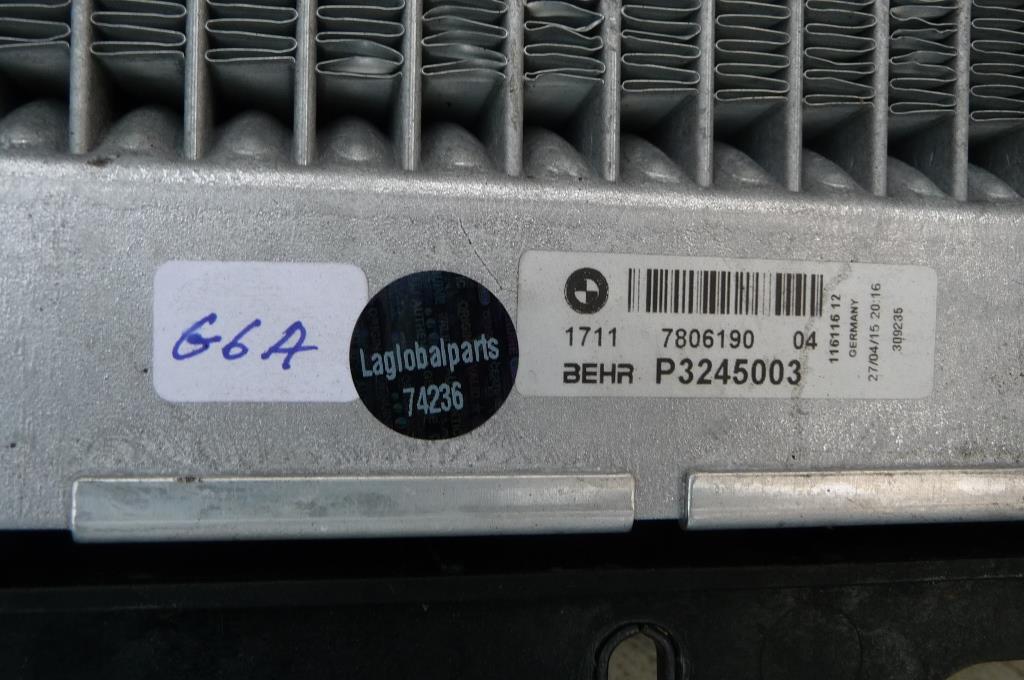 G6A
Laglobalparts
74236
1711 7806190 04
BEHR P3245003
116116 12
GERMANY
27/04/15 20:16
309235